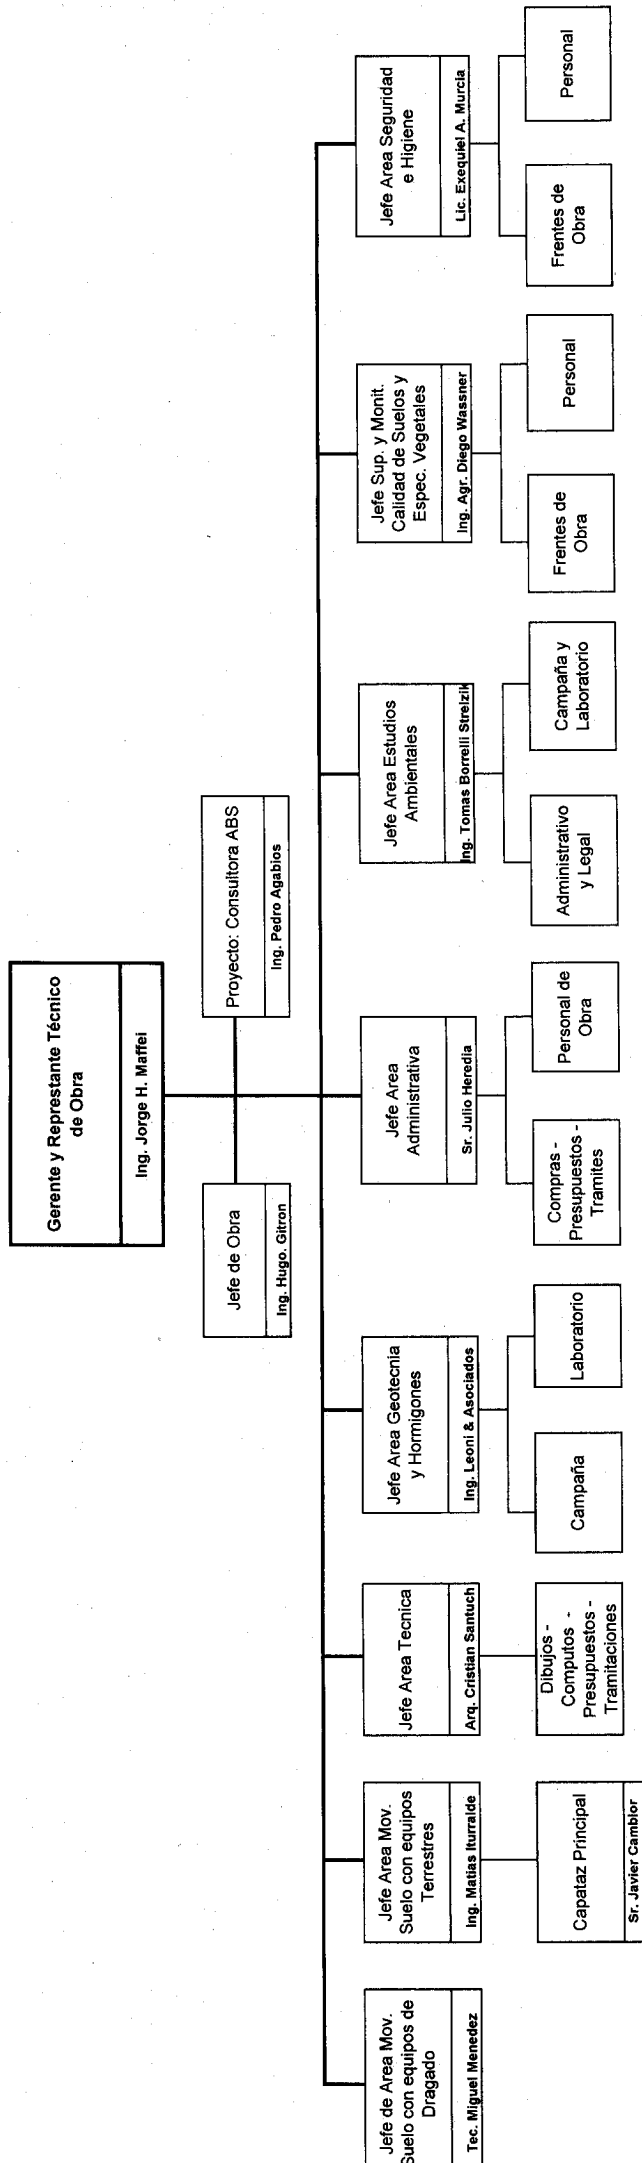 Gerente y Represtante Técnico
de Obra
Ing. Jorge H. Maffei
Jefe de Obra
Ing. Hugo. Gitron
Proyecto: Consultora ABS
Ing. Pedro Agabios
Jefe de Area Mov.
Suelo con equipos de
Dragado
Tec. Miguel Menedez
Jefe Area Mov.
Suelo con equipos
Terrestres
Ing. Matias Iturralde
Jefe Area Tecnica
Arq. Cristian Santuch
Jefe Area Geotecnia
y Hormigones
Ing. Leoni & Asociados
Jefe Area
Administrativa
Sr. Julio Heredia
Jefe Area Estudios
Ambientales
Ing. Tomas Borrelli Strelzik
Jefe Sup. y Monit.
Calidad de Suelos y
Espec. Vegetales
Ing. Agr. Diego Wassner
Jefe Area Seguridad
e Higiene
Lic. Exequiel A. Murcia
Capataz Principal
Sr. Javier Cambior
Dibujos -
Computos -
Presupuestos -
Tramitaciones
Campaña
Laboratorio
Compras -
Presupuestos -
Tramites
Personal de
Obra
Administrativo
y Legal
Campaña y
Laboratorio
Frentes de
Obra
Personal
Frentes de
Obra
Personal